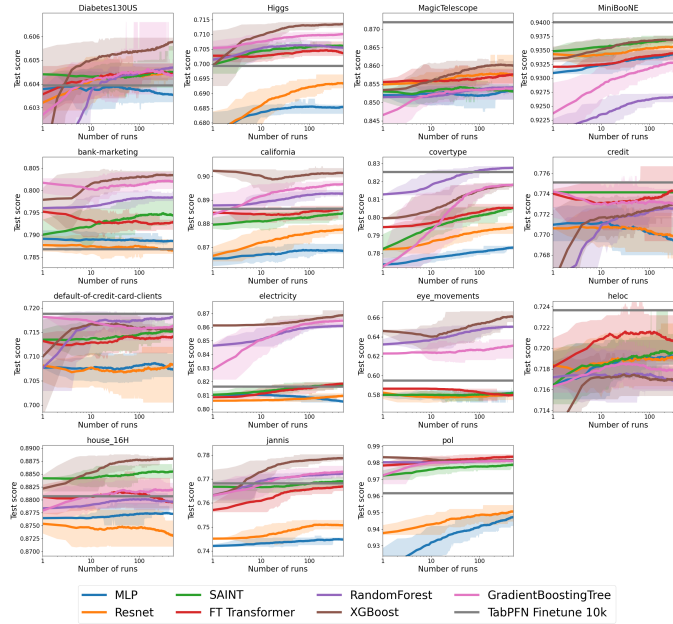 Diabetes130US
Higgs
MagicTelescope
MiniBooNE
Test score
0.606
0.605
0.604
0.603
1 10 100
Number of runs
Test score
0.715
0.710
0.705
0.700
0.695
0.690
0.685
0.680
1 10 100
Number of runs
Test score
0.870
0.865
0.860
0.855
0.850
0.845
1 10 100
Number of runs
Test score
0.9400
0.9375
0.9350
0.9325
0.9300
0.9275
0.9250
0.9225
1 10 100
Number of runs
bank-marketing
california
covertype
credit
Test score
0.805
0.800
0.795
0.790
0.785
1 10 100
Number of runs
Test score
0.90
0.89
0.88
0.87
1 10 100
Number of runs
Test score
0.83
0.82
0.81
0.80
0.79
0.78
1 10 100
Number of runs
Test score
0.776
0.774
0.772
0.770
0.768
1 10 100
Number of runs
default-of-credit-card-clients
electricity
eye_movements
heloc
Test score
0.720
0.715
0.710
0.705
0.700
1 10 100
Number of runs
Test score
0.87
0.86
0.85
0.84
0.83
0.82
0.81
0.80
1 10 100
Number of runs
Test score
0.66
0.64
0.62
0.60
0.58
1 10 100
Number of runs
Test score
0.724
0.722
0.720
0.718
0.716
0.714
1 10 100
Number of runs
house_16H
jannis
pol
Test score
0.8900
0.8875
0.8850
0.8825
0.8800
0.8775
0.8750
0.8725
0.8700
1 10 100
Number of runs
Test score
0.78
0.77
0.76
0.75
0.74
1 10 100
Number of runs
Test score
0.99
0.98
0.97
0.96
0.95
0.94
0.93
1 10 100
Number of runs
MLP SAINT RandomForest GradientBoostingTree
Resnet FT Transformer XGBoost TabPFN Finetune 10k